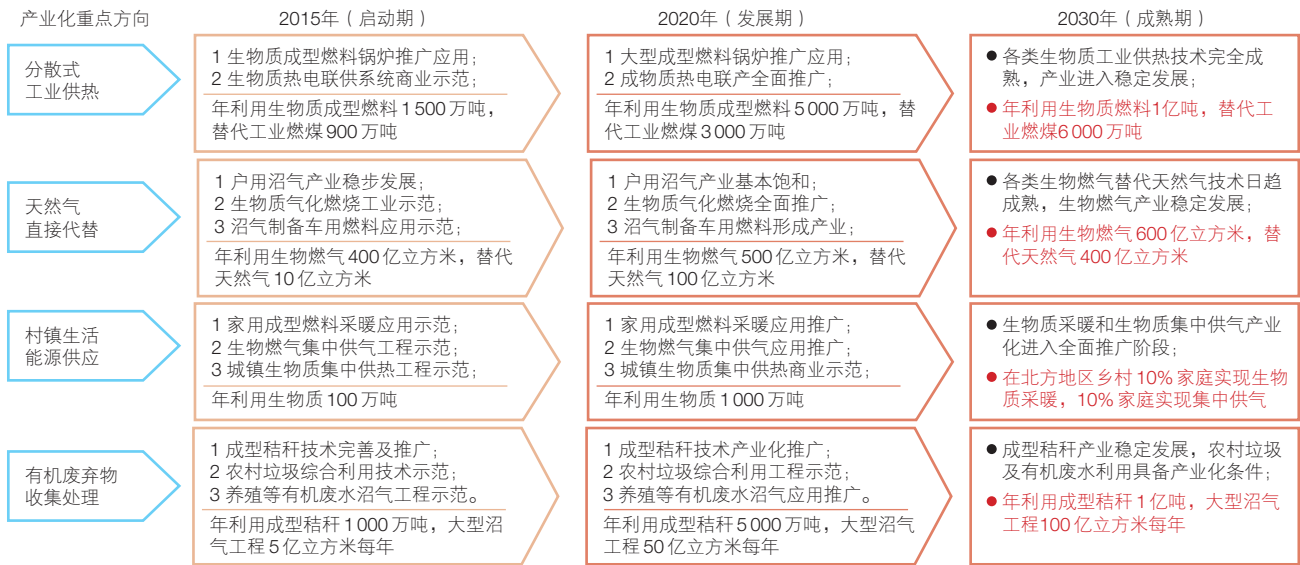 产业化重点方向
2015年（启动期）
2020年（发展期）
2030年（成熟期）
分散式
工业供热
1 生物质成型燃料锅炉推广应用；
2 生物质热电联供系统商业示范；
年利用生物质成型燃料1 500 万吨，
替代工业燃煤 900 万吨
1 大型成型燃料锅炉推广应用；
2 成物质热电联产全面推广；
年利用生物质成型燃料 5 000 万吨，替
代工业燃煤 3 000 万吨
● 各类生物质工业供热技术完全成
熟，产业进入稳定发展；
● 年利用生物质燃料1亿吨，替代工
业燃煤6 000 万吨
天然气
直接代替
1 户用沼气产业稳步发展；
2 生物质气化燃烧工业示范；
3 沼气制备车用燃料应用示范；
年利用生物燃气 400 亿立方米，替代
天然气 10 亿立方米
1 户用沼气产业基本饱和；
2 生物质气化燃烧全面推广；
3 沼气制备车用燃料形成产业；
年利用生物燃气 500 亿立方米，替代
天然气 100 亿立方米
● 各类生物燃气替代天然气技术日趋
成熟，生物燃气产业稳定发展；
● 年利用生物燃气 600 亿立方米，替
代天然气 400 亿立方米
村镇生活
能源供应
1 家用成型燃料采暖应用示范；
2 生物燃气集中供气工程示范；
3 城镇生物质集中供热工程示范；
年利用生物质 100 万吨
1 家用成型燃料采暖应用推广；
2 生物燃气集中供气应用推广；
3 城镇生物质集中供热商业示范；
年利用生物质 1 000 万吨
● 生物质采暖和生物质集中供气产业
化进入全面推广阶段；
● 在北方地区乡村 10% 家庭实现生物
质采暖，10% 家庭实现集中供气
有机废弃物
收集处理
1 成型秸秆技术完善及推广；
2 农村垃圾综合利用技术示范；
3 养殖等有机废水沼气工程示范。
年利用成型秸秆 1 000 万吨，大型沼
气工程 5 亿立方米每年
1 成型秸秆技术产业化推广；
2 农村垃圾综合利用工程示范；
3 养殖等有机废水沼气应用推广。
年利用成型秸秆 5 000 万吨，大型沼气
工程 50 亿立方米每年
● 成型秸秆产业稳定发展，农村垃圾
及有机废水利用具备产业化条件；
● 年利用成型秸秆 1 亿吨，大型沼气
工程100 亿立方米每年